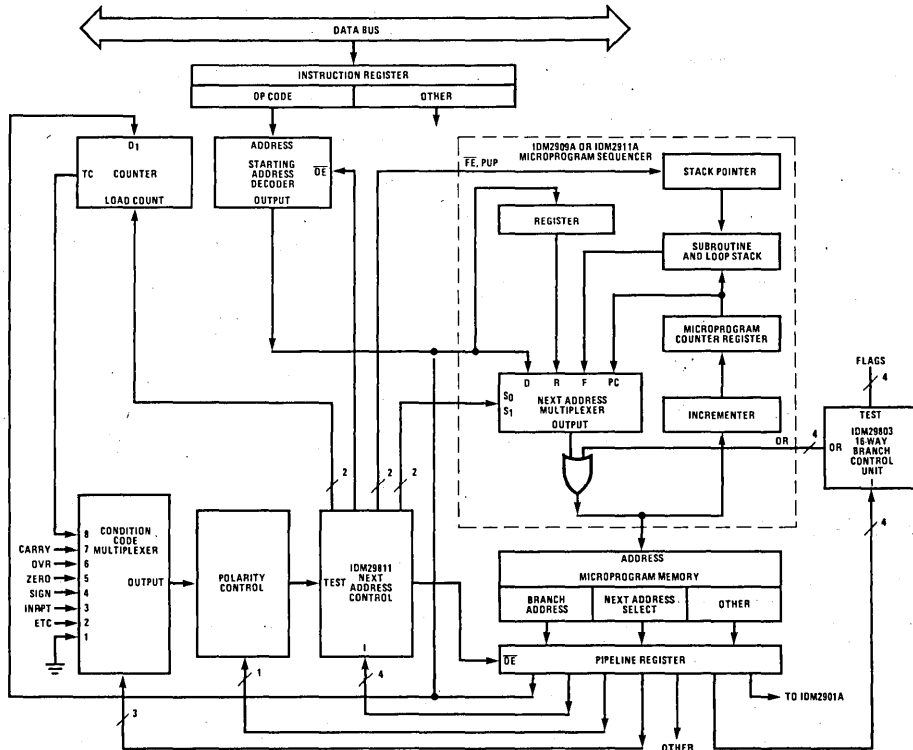 DATA BUS
INSTRUCTION REGISTER
OP CODE
OTHER
D1
TC
COUNTER
LOAD COUNT
ADDRESS
STARTING
ADDRESS
DECODER
OUTPUT
OE
IDM2909A OR IDM2911A
MICROPROGRAM SEQUENCER
FE, PUP
STACK POINTER
REGISTER
SUBROUTINE
AND LOOP STACK
MICROPROGRAM
COUNTER REGISTER
D R F PC
S0
S1
NEXT ADDRESS
MULTIPLEXER
OUTPUT
INCREMENTER
FLAGS
4
TEST
OR
IDM29803
16-WAY
BRANCH
CONTROL
UNIT
I
OR
4
4
2
2
2
CARRY
OVR
ZERO
SIGN
INRPT
ETC
8
7
6
5
4
3
2
1
CONDITION
CODE
MULTIPLEXER
OUTPUT
POLARITY
CONTROL
TEST
IDM29811
NEXT
ADDRESS
CONTROL
I
ADDRESS
MICROPROGRAM MEMORY
BRANCH
ADDRESS
NEXT ADDRESS
SELECT
OTHER
OE
PIPELINE REGISTER
3
1
4
TO IDM2901A
OTHER